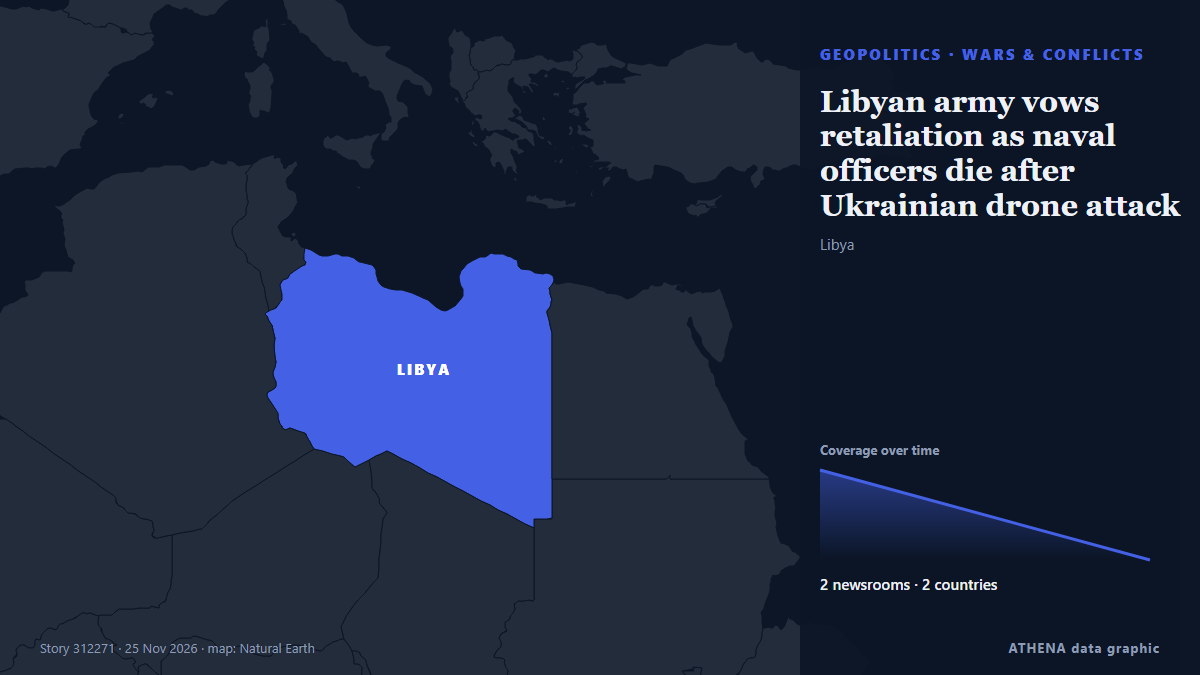 GEOPOLITICS · WARS & CONFLICTS
Libyan army vows
retaliation as naval
officers die after
Ukrainian drone attack
Libya
LIBYA
Coverage over time
2 newsrooms · 2 countries
Story 312271 · 25 Nov 2026 · map: Natural Earth
ATHENA data graphic